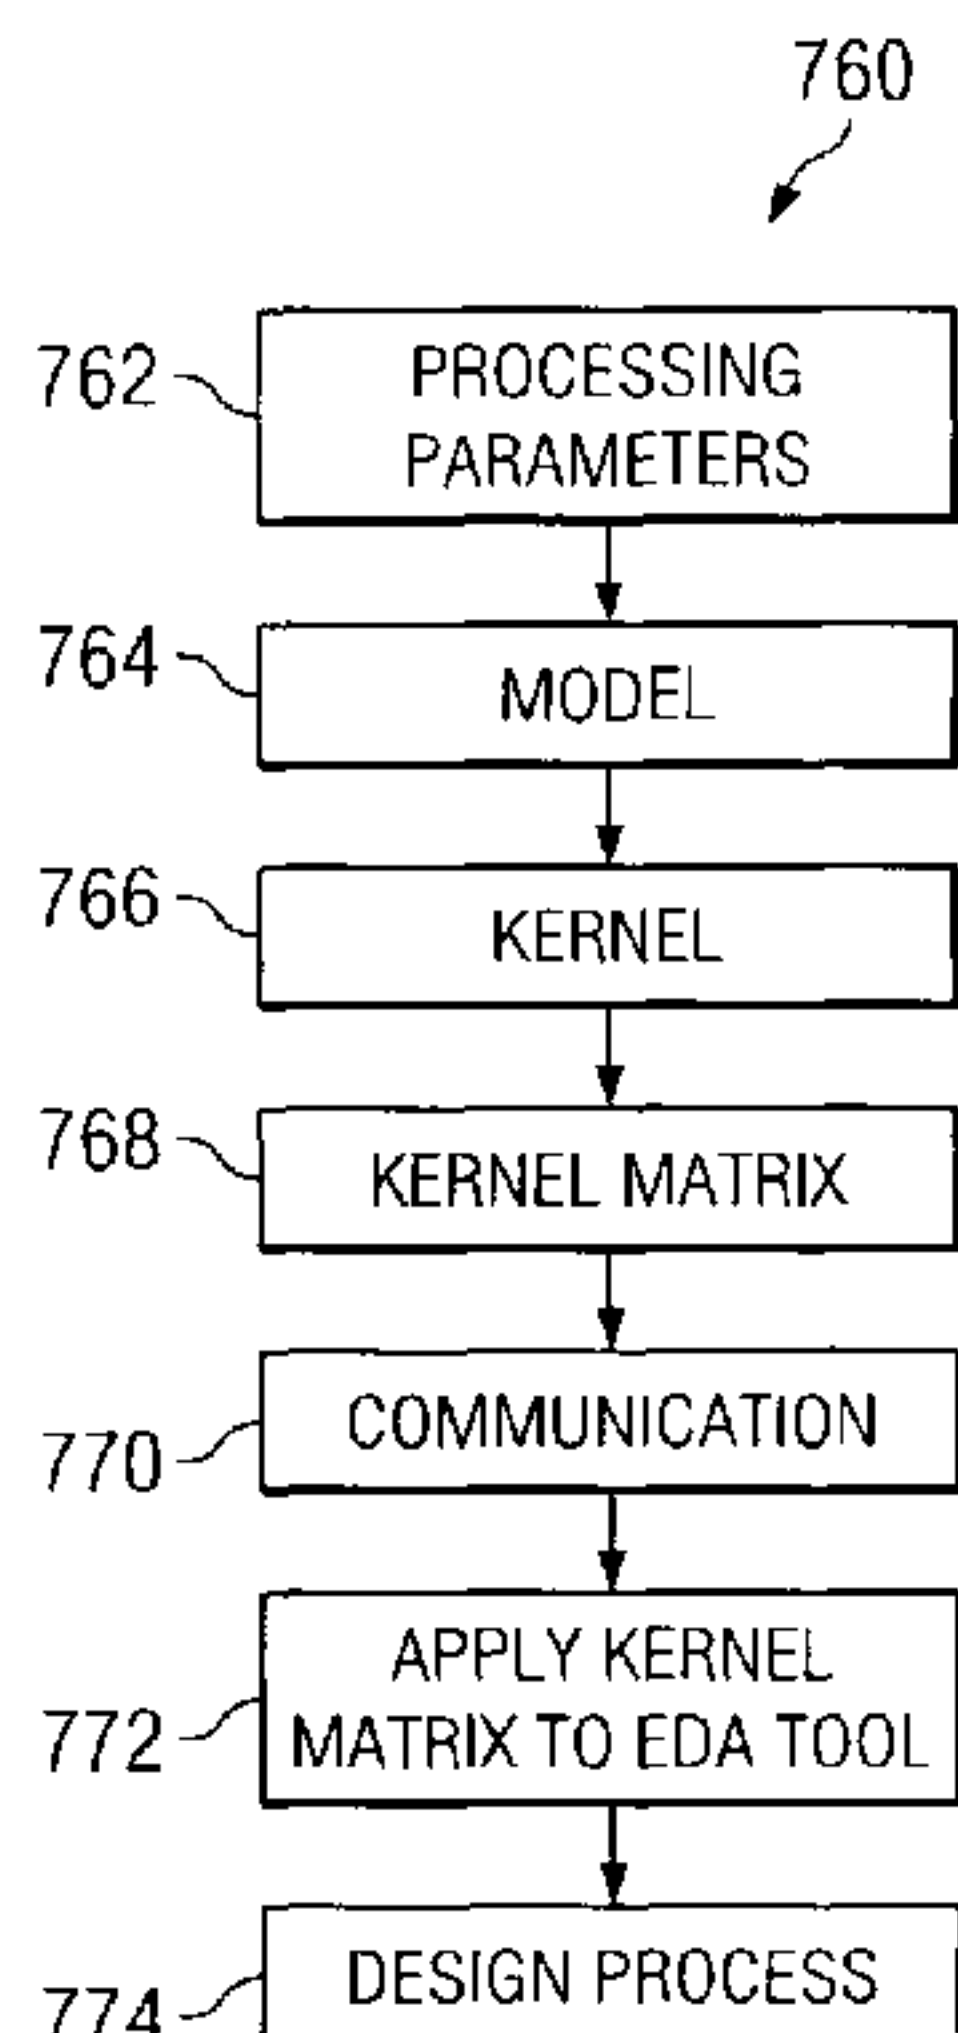 760
762
PROCESSING
PARAMETERS
764
MODEL
766
KERNEL
768
KERNEL MATRIX
770
COMMUNICATION
772
APPLY KERNEL
MATRIX TO EDA TOOL
774
DESIGN PROCESS